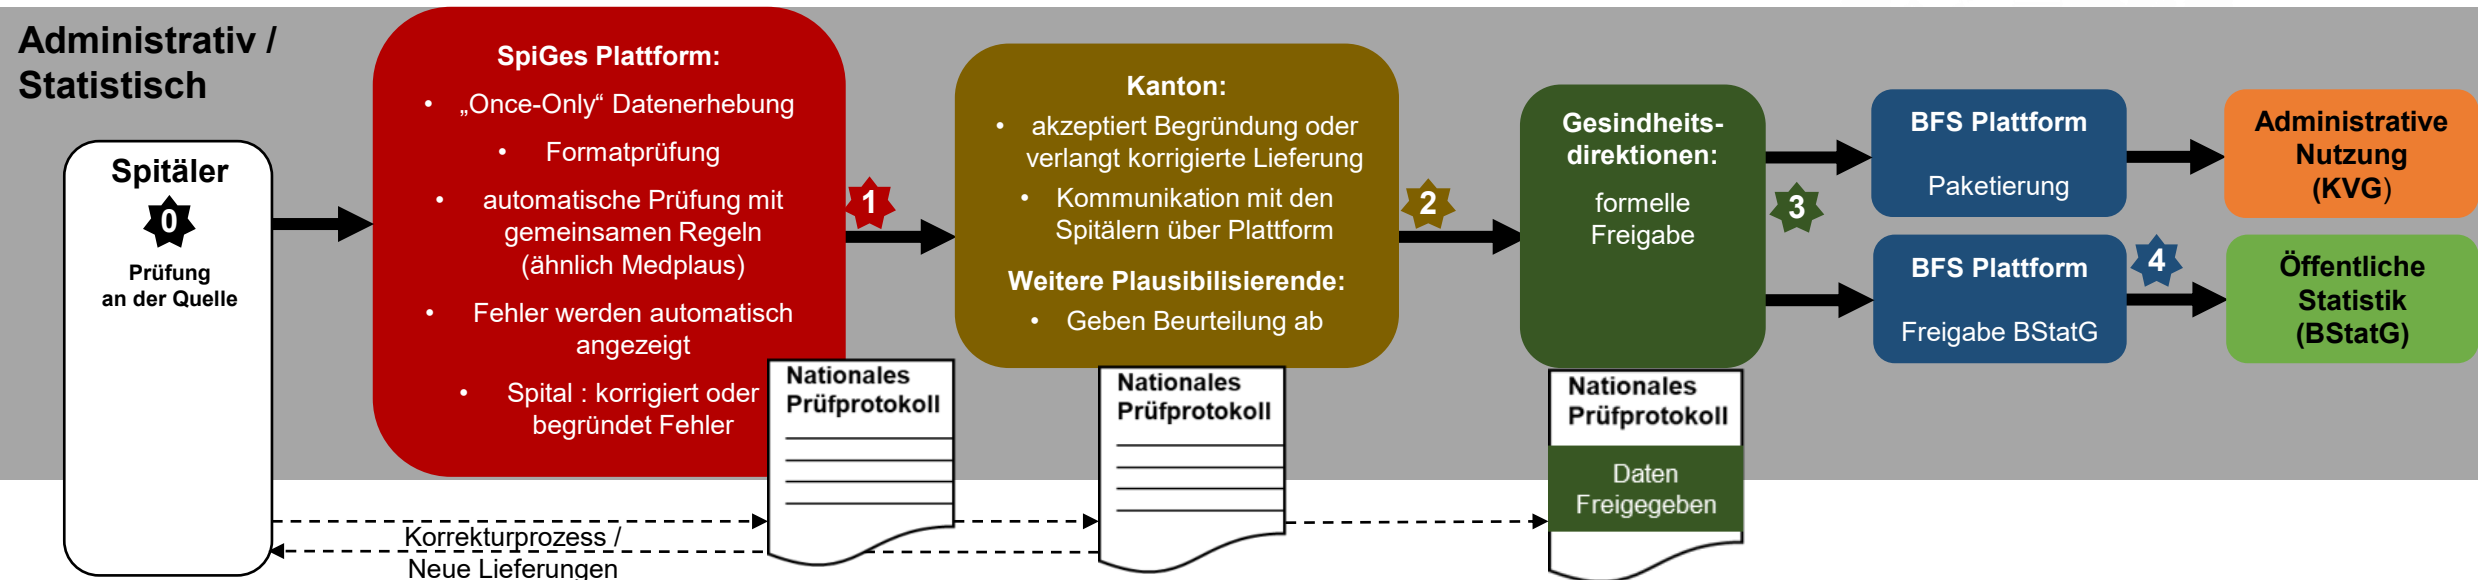 Administrativ /
Statistisch
Spitäler
0
Prüfung
an der Quelle
SpiGes Plattform:
• „Once-Only“ Datenerhebung
• Formatprüfung
• automatische Prüfung mit
gemeinsamen Regeln
(ähnlich Medplaus)
• Fehler werden automatisch
angezeigt
• Spital : korrigiert oder
begründet Fehler
1
Kanton:
• akzeptiert Begründung oder
verlangt korrigierte Lieferung
• Kommunikation mit den
Spitälern über Plattform
Weitere Plausibilisierende:
• Geben Beurteilung ab
2
Gesindheits-
direktionen:
formelle
Freigabe
3
BFS Plattform
Paketierung
BFS Plattform
Freigabe BStatG
4
Administrative
Nutzung
(KVG)
Öffentliche
Statistik
(BStatG)
Nationales
Prüfprotokoll
Nationales
Prüfprotokoll
Nationales
Prüfprotokoll
Daten
Freigegeben
Korrekturprozess /
Neue Lieferungen